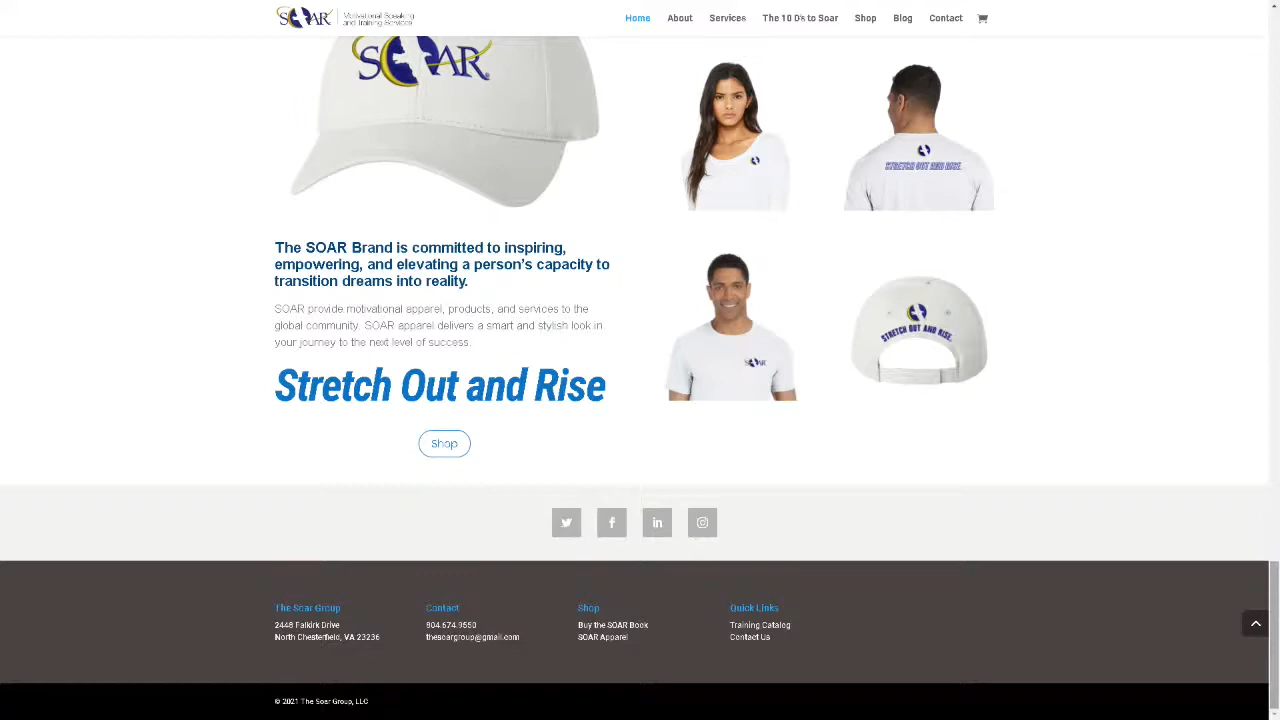 SOAR
Motivational Speaking
and Training Services
Home
About
Services
The 10 D's to Soar
Shop
Blog
Contact
SOAR
STRETCH OUT AND RISE.
The SOAR Brand is committed to inspiring,
empowering, and elevating a person's capacity to
transition dreams into reality.
SOAR provide motivational apparel, products, and services to the
global community. SOAR apparel delivers a smart and stylish look in
your journey to the next level of success.
SOAR
STRETCH OUT AND RISE.
Stretch Out and Rise
Shop
The Soar Group
2448 Falkirk Drive
North Chesterfield, VA 23236
Contact
804.674.9550
thesoargroup@gmail.com
Shop
Buy the SOAR Book
SOAR Apparel
Quick Links
Training Catalog
Contact Us
© 2021 The Soar Group, LLC